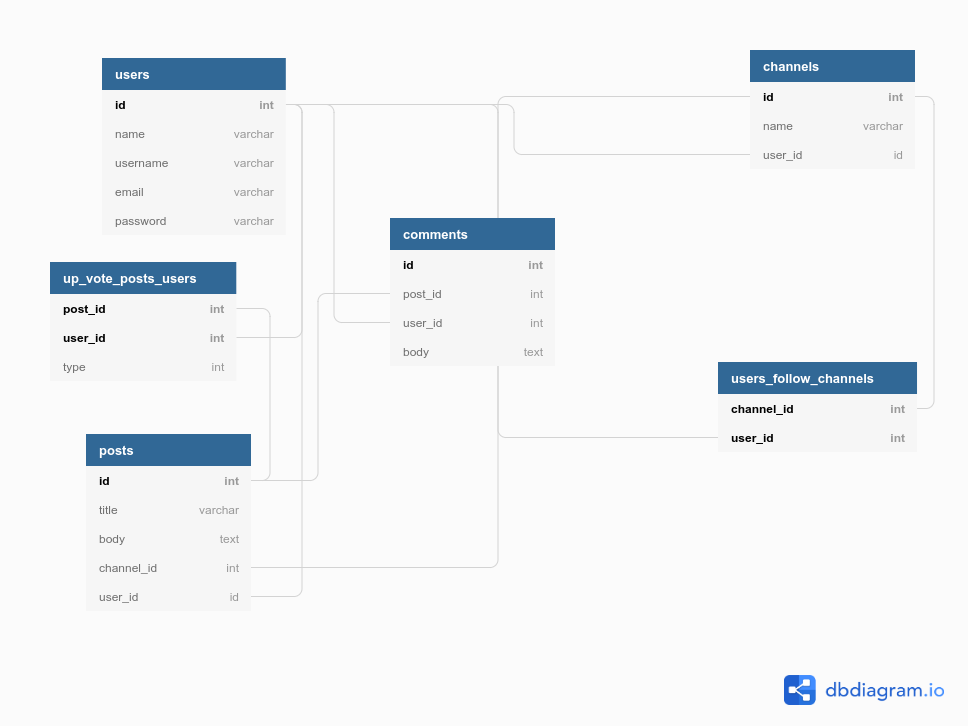 users
id int
name varchar
username varchar
email varchar
password varchar
channels
id int
name varchar
user_id id
comments
id int
post_id int
user_id int
body text
up_vote_posts_users
post_id int
user_id int
type int
users_follow_channels
channel_id int
user_id int
posts
id int
title varchar
body text
channel_id int
user_id id
dbdiagram.io